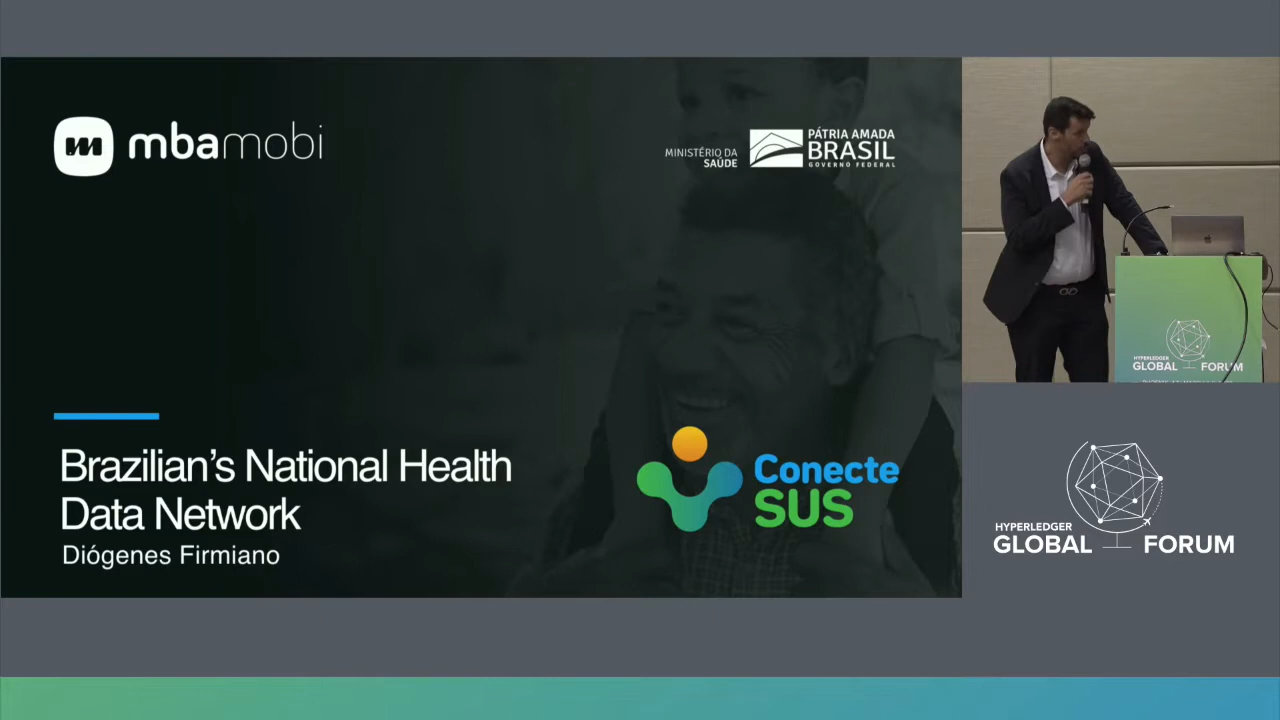 mbamobi
MINISTÉRIO DA
SAÚDE
PÁTRIA AMADA
BRASIL
GOVERNO FEDERAL
Brazilian's National Health
Data Network
Diógenes Firmiano
Conecte
SUS
HYPERLEDGER
GLOBAL FORUM
HYPERLEDGER
GLOBAL FORUM